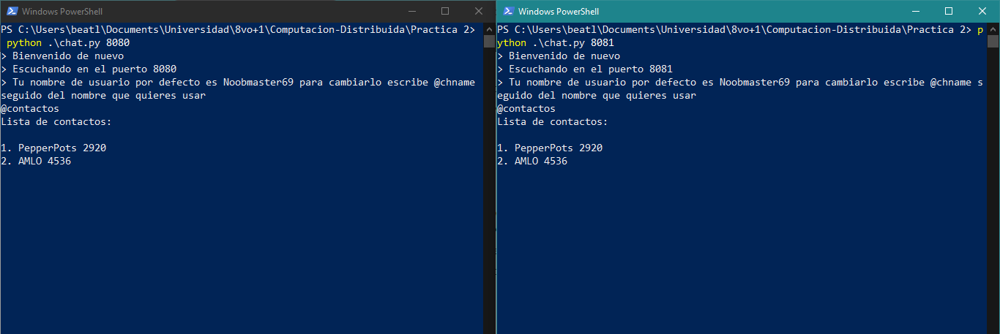 Windows PowerShell
PS C:\Users\beatl\Documents\Universidad\8vo+1\Computacion-Distribuida\Practica 2>
python .\chat.py 8080
> Bienvenido de nuevo
> Escuchando en el puerto 8080
> Tu nombre de usuario por defecto es Noobmaster69 para cambiarlo escribe @chname
seguido del nombre que quieres usar
@contactos
Lista de contactos:
1. PepperPots 2920
2. AMLO 4536
Windows PowerShell
PS C:\Users\beatl\Documents\Universidad\8vo+1\Computacion-Distribuida\Practica 2> p
ython .\chat.py 8081
> Bienvenido de nuevo
> Escuchando en el puerto 8081
> Tu nombre de usuario por defecto es Noobmaster69 para cambiarlo escribe @chname s
eguido del nombre que quieres usar
@contactos
Lista de contactos:
1. PepperPots 2920
2. AMLO 4536